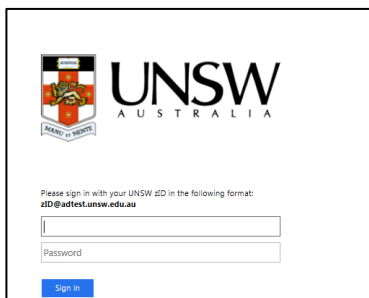 UNSW
AUSTRALIA
MANU ET MENTE
Please sign in with your UNSW zID in the following format:
zID@adtest.unsw.edu.au
Password
Sign in